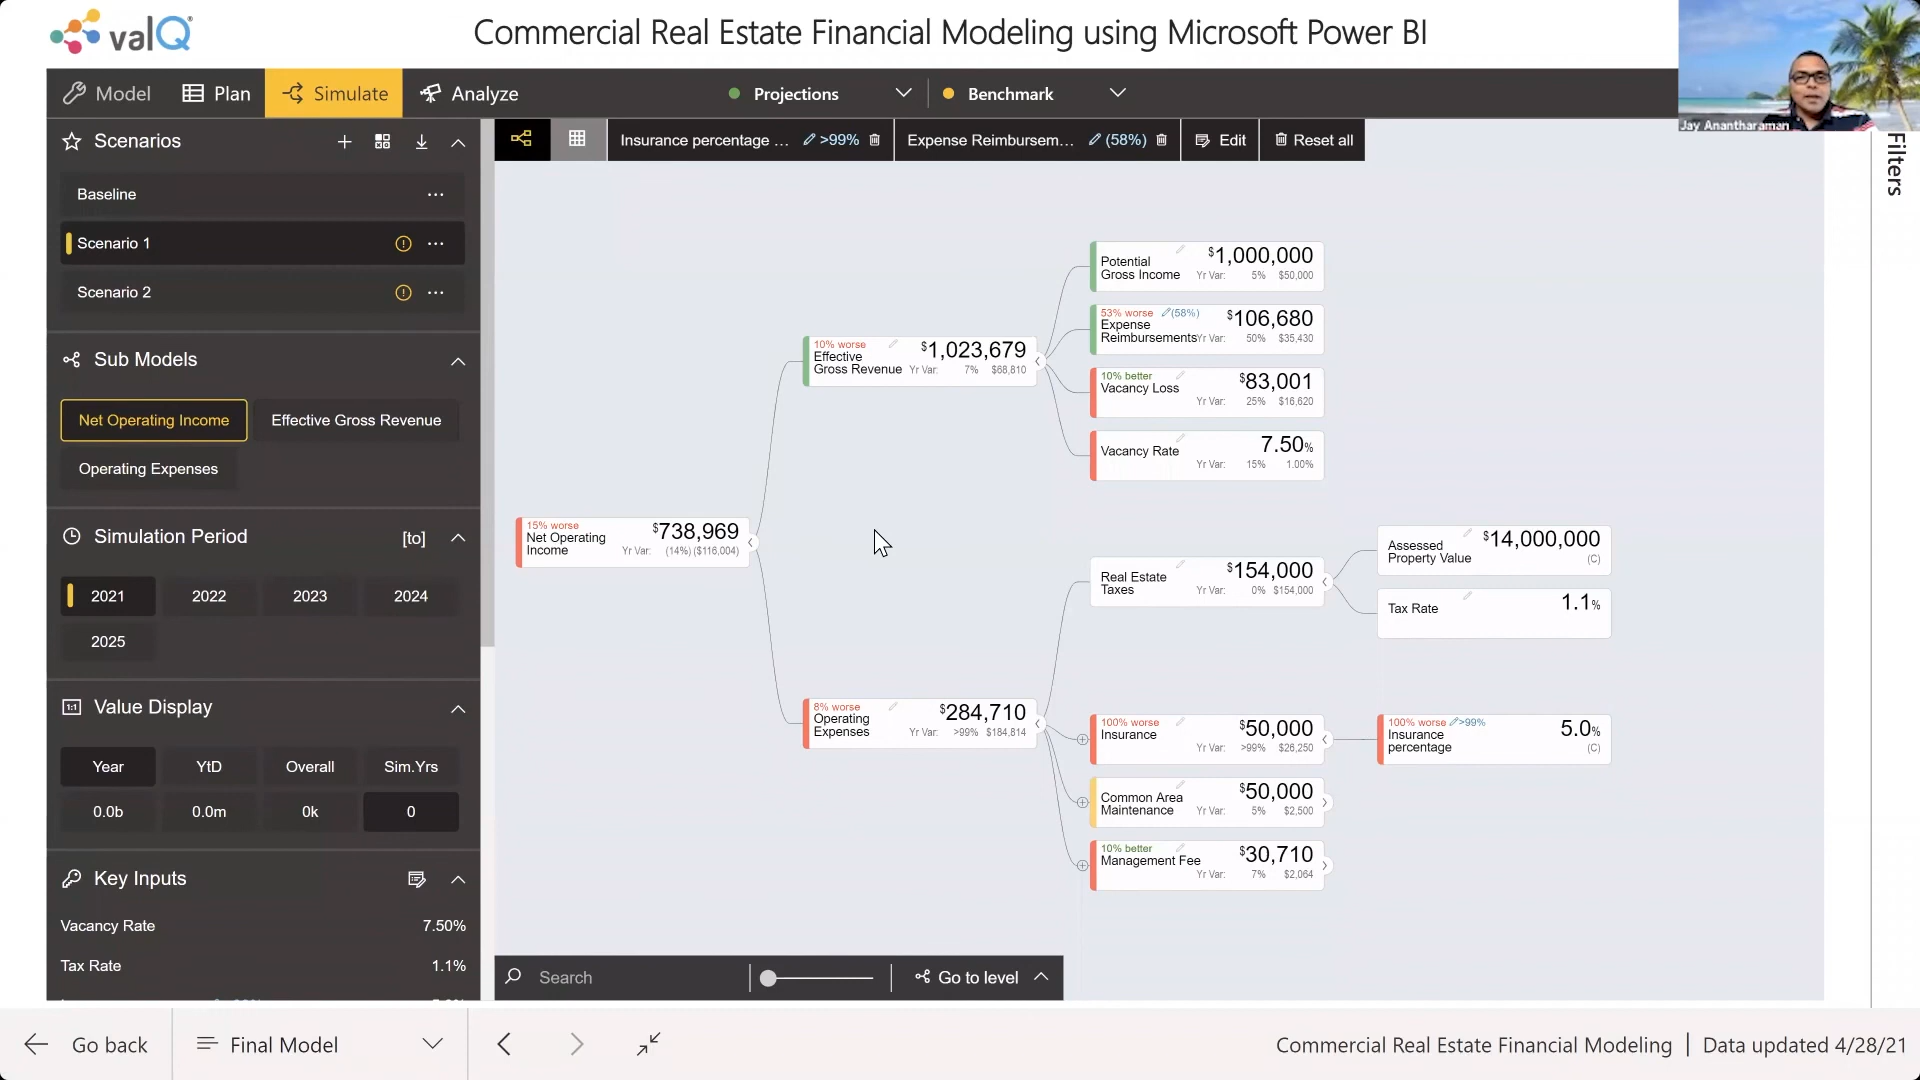 valQ
Commercial Real Estate Financial Modeling using Microsoft Power BI
Jay Anantharaman
Model
Plan
Simulate
Analyze
Projections
Benchmark
Filters
Scenarios
Baseline
Scenario 1
Scenario 2
Sub Models
Net Operating Income
Effective Gross Revenue
Operating Expenses
Simulation Period
[to]
2021
2022
2023
2024
2025
Value Display
1:1
Year
YtD
Overall
Sim.Yrs
0.0b
0.0m
0k
0
Key Inputs
Vacancy Rate 7.50%
Tax Rate 1.1%
Insurance percentage ... >99%
Expense Reimbursem... (58%)
Edit
Reset all
15% worse
Net Operating
Income
$738,969
Yr Var: (14%) ($116,004)
10% worse
Effective
Gross Revenue
$1,023,679
Yr Var: 7% $68,810
8% worse
Operating
Expenses
$284,710
Yr Var: >99% $184,814
Potential
Gross Income
$1,000,000
Yr Var: 5% $50,000
53% worse (58%)
Expense
Reimbursements
$106,680
Yr Var: 50% $35,430
10% better
Vacancy Loss
$83,001
Yr Var: 25% $16,620
Vacancy Rate
7.50%
Yr Var: 15% 1.00%
Real Estate
Taxes
$154,000
Yr Var: 0% $154,000
Assessed
Property Value
$14,000,000
(C)
Tax Rate
1.1%
100% worse
Insurance
$50,000
Yr Var: >99% $26,250
100% worse >99%
Insurance
percentage
5.0%
(C)
Common Area
Maintenance
$50,000
Yr Var: 5% $2,500
10% better
Management Fee
$30,710
Yr Var: 7% $2,064
Search
Go to level
Go back
Final Model
Commercial Real Estate Financial Modeling | Data updated 4/28/21